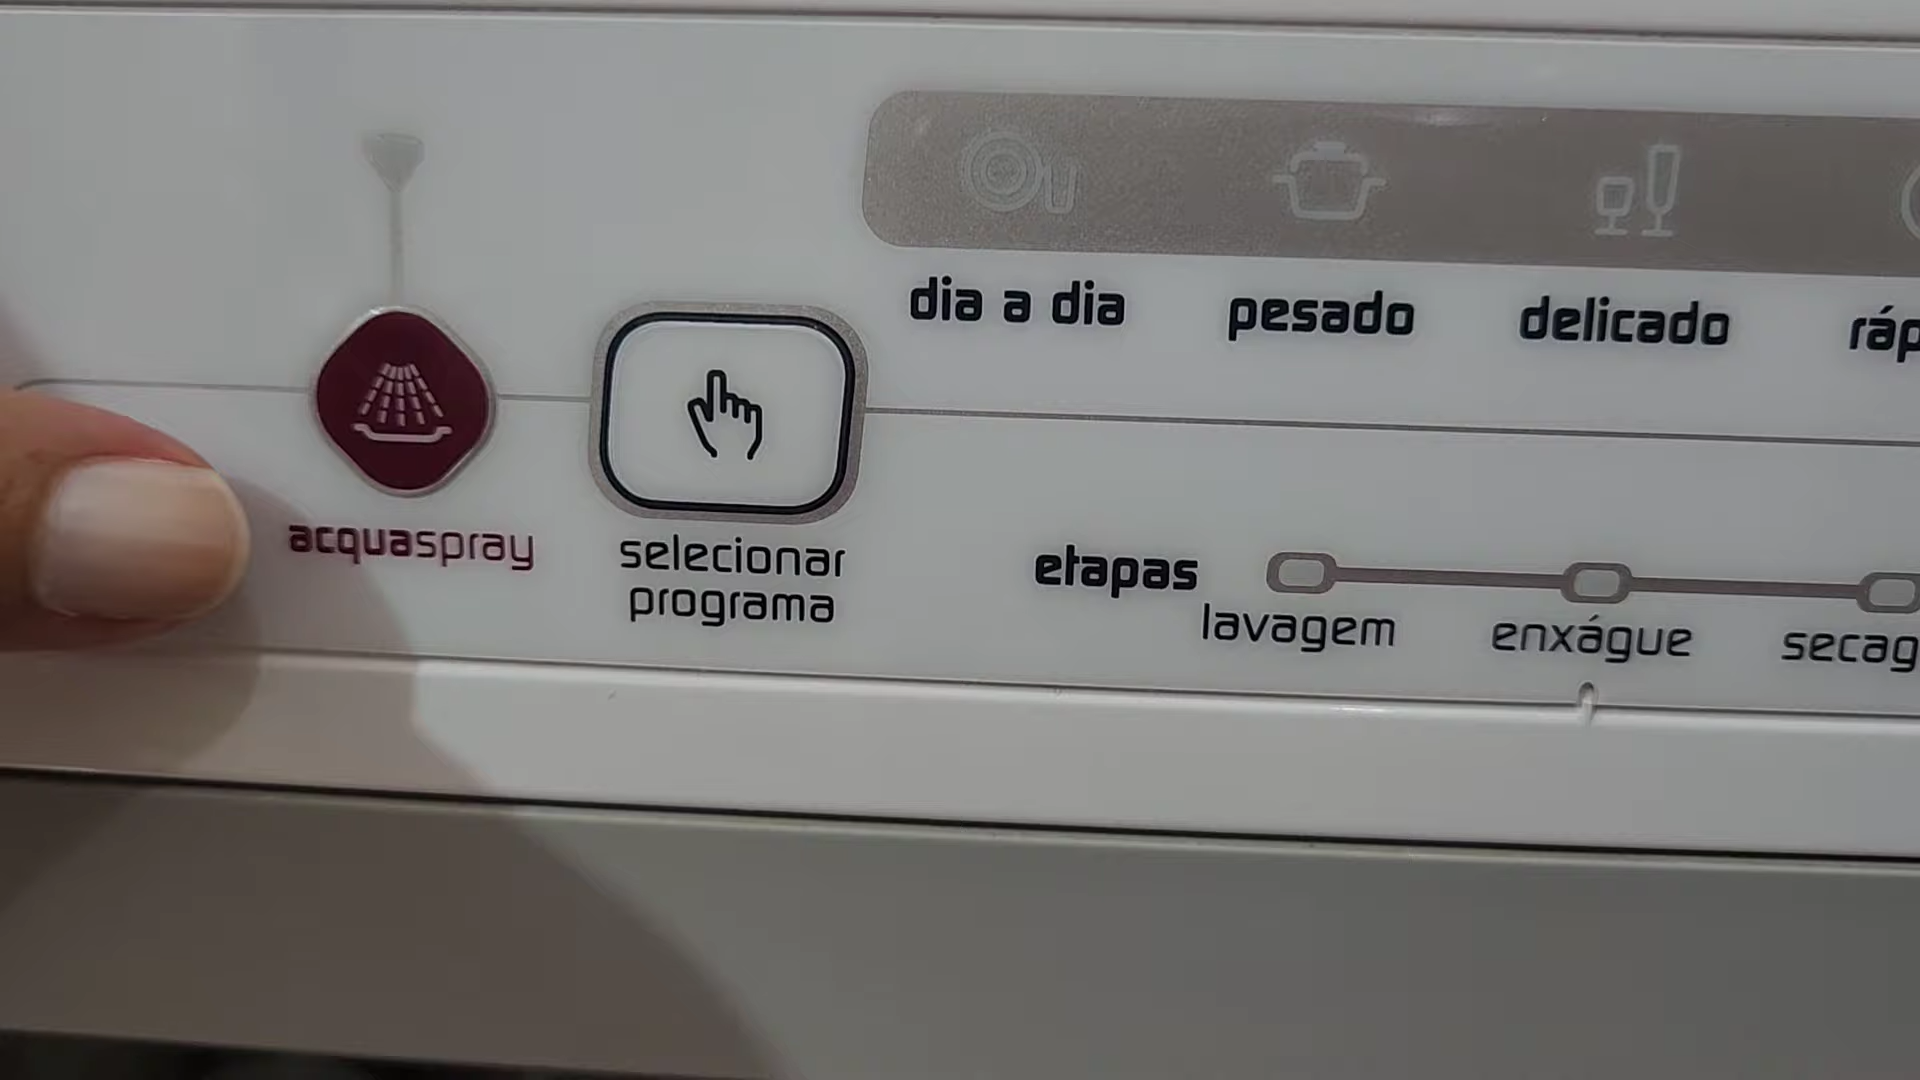 dia a dia
pesado
delicado
acquaspray
selecionar
programa
etapas
lavagem
enxágue